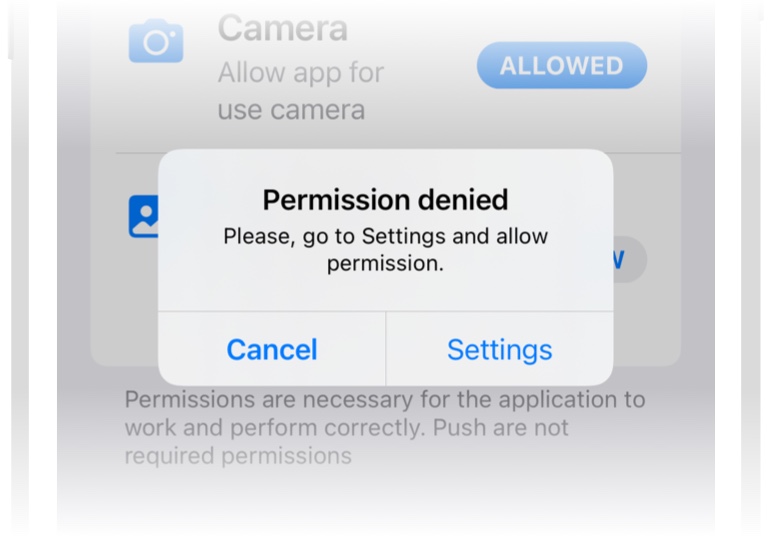 Camera
Allow app for
use camera
ALLOWED
Permission denied
Please, go to Settings and allow
permission.
Cancel
Settings
Permissions are necessary for the application to
work and perform correctly. Push are not
required permissions